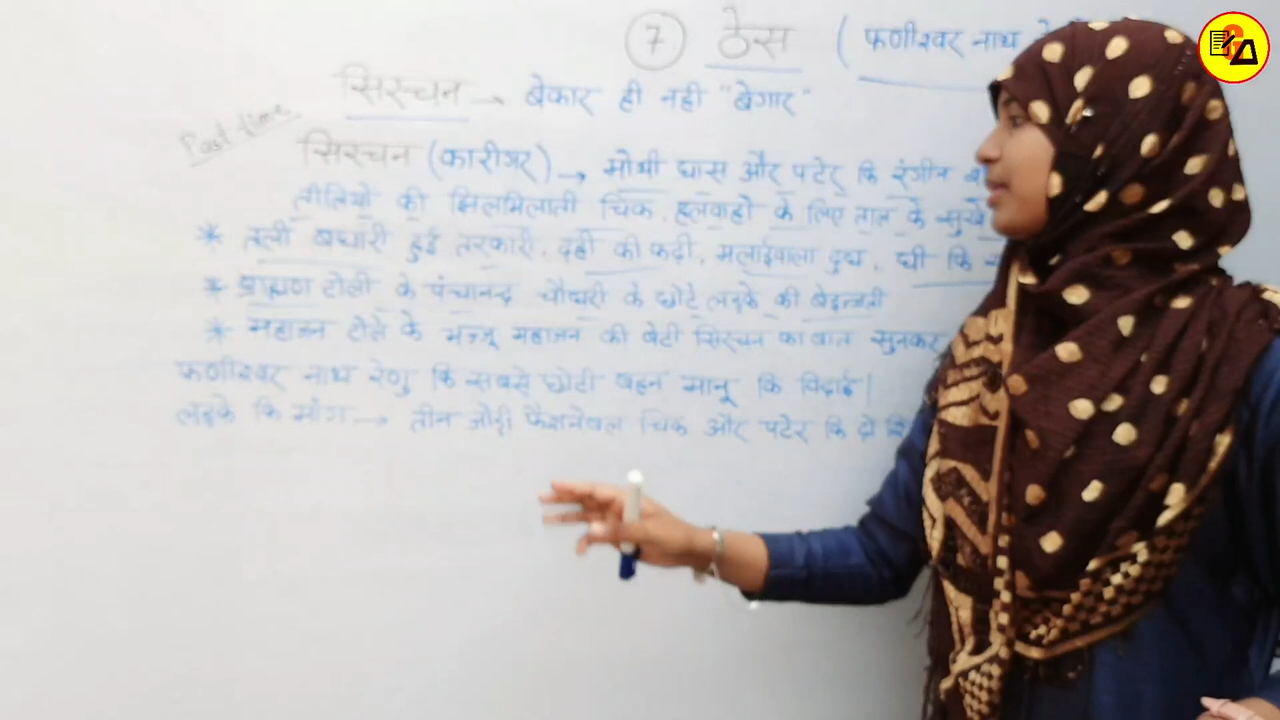 7 ठेस ( फणीश्वर नाथ
सिरचन → बेकार ही नही "बेगार"
Past time
सिरचन (कारीगर) → मोथी घास और पटेर कि रंगीन
तीलियो की झिलमिलाती चिक, हलवाहो के लिए ताल के सुखे
* तली बघारी हुई तरकारी, दही की कढ़ी, मलाईवाला दुध, घी कि
* ब्राह्मण टोली के पंचानन्द चौधरी के छोटे लड़के की बेइज्जती
* महाजन टोले के भज्जू महाजन की बेटी सिरचन का बात सुनकर
फणीश्वर नाथ रेणु कि सबसे छोटी बहन मानू कि विदाई।
लड़के कि माँग → तीन जोड़ी फैशनेबल चिक और पटेर कि दो